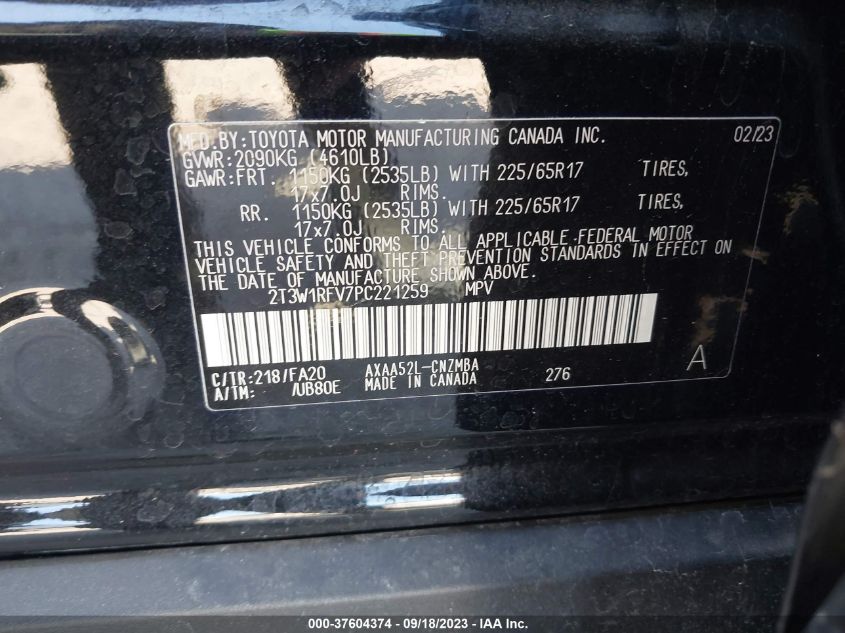 MFD.BY:TOYOTA MOTOR MANUFACTURING CANADA INC. 02/23
GVWR:2090KG (4610LB)
GAWR:FRT. 1150KG (2535LB) WITH 225/65R17 TIRES,
17x7.0J RIMS.
RR. 1150KG (2535LB) WITH 225/65R17 TIRES,
17x7.0J RIMS.
THIS VEHICLE CONFORMS TO ALL APPLICABLE FEDERAL MOTOR
VEHICLE SAFETY AND THEFT PREVENTION STANDARDS IN EFFECT ON
THE DATE OF MANUFACTURE SHOWN ABOVE.
2T3W1RFV7PC221259 MPV
C/TR:218/FA20 AXAA52L-CNZMBA 276 A
A/TM: /UB80E MADE IN CANADA
000-37604374 - 09/18/2023 - IAA Inc.